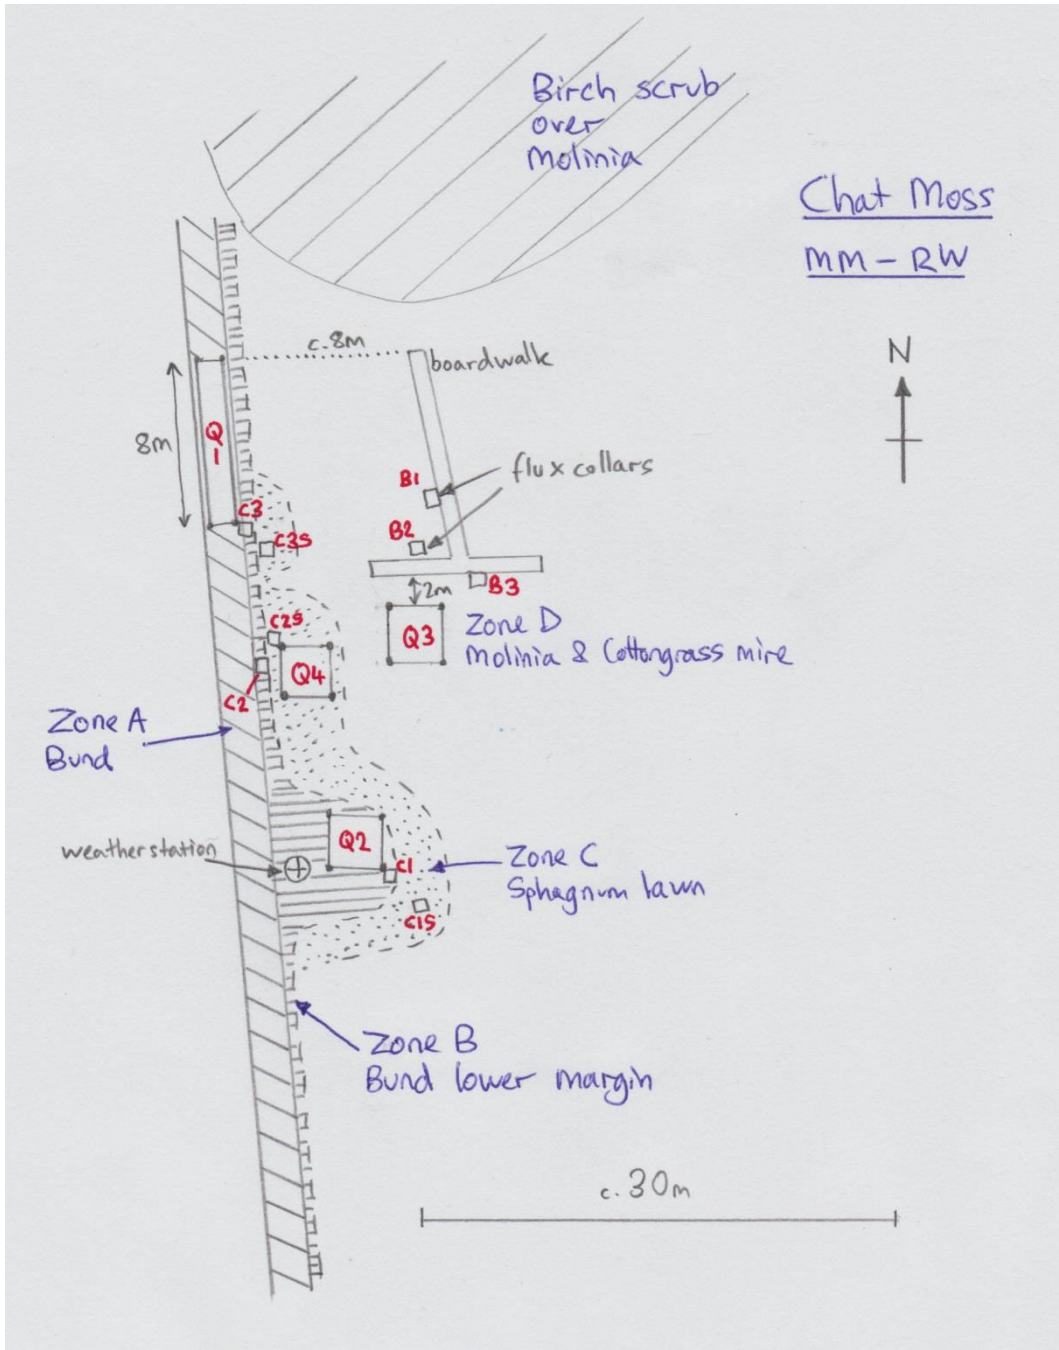 Birch scrub
over
Molinia
Chat Moss
MM - RW
N
c. 8m
boardwalk
8m
Q1
flux collars
B1
B2
B3
C3
C3S
2m
C2S
Q3
Zone D
Molinia & Cottongrass mire
Q4
C2
Zone A
Bund
Q2
weather station
C1
Zone C
Sphagnum lawn
C1S
Zone B
Bund lower margin
c. 30m